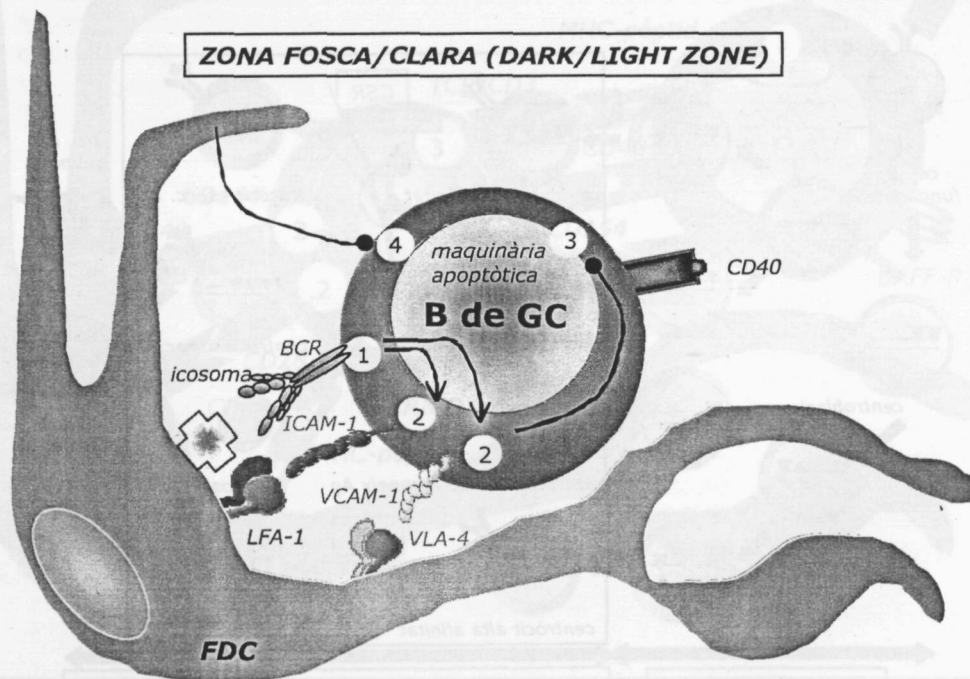 ZONA FOSCA/CLARA (DARK/LIGHT ZONE)
4
3
maquinària
apoptòtica
CD40
B de GC
BCR
1
icosoma
ICAM-1
2
2
VCAM-1
LFA-1
VLA-4
FDC